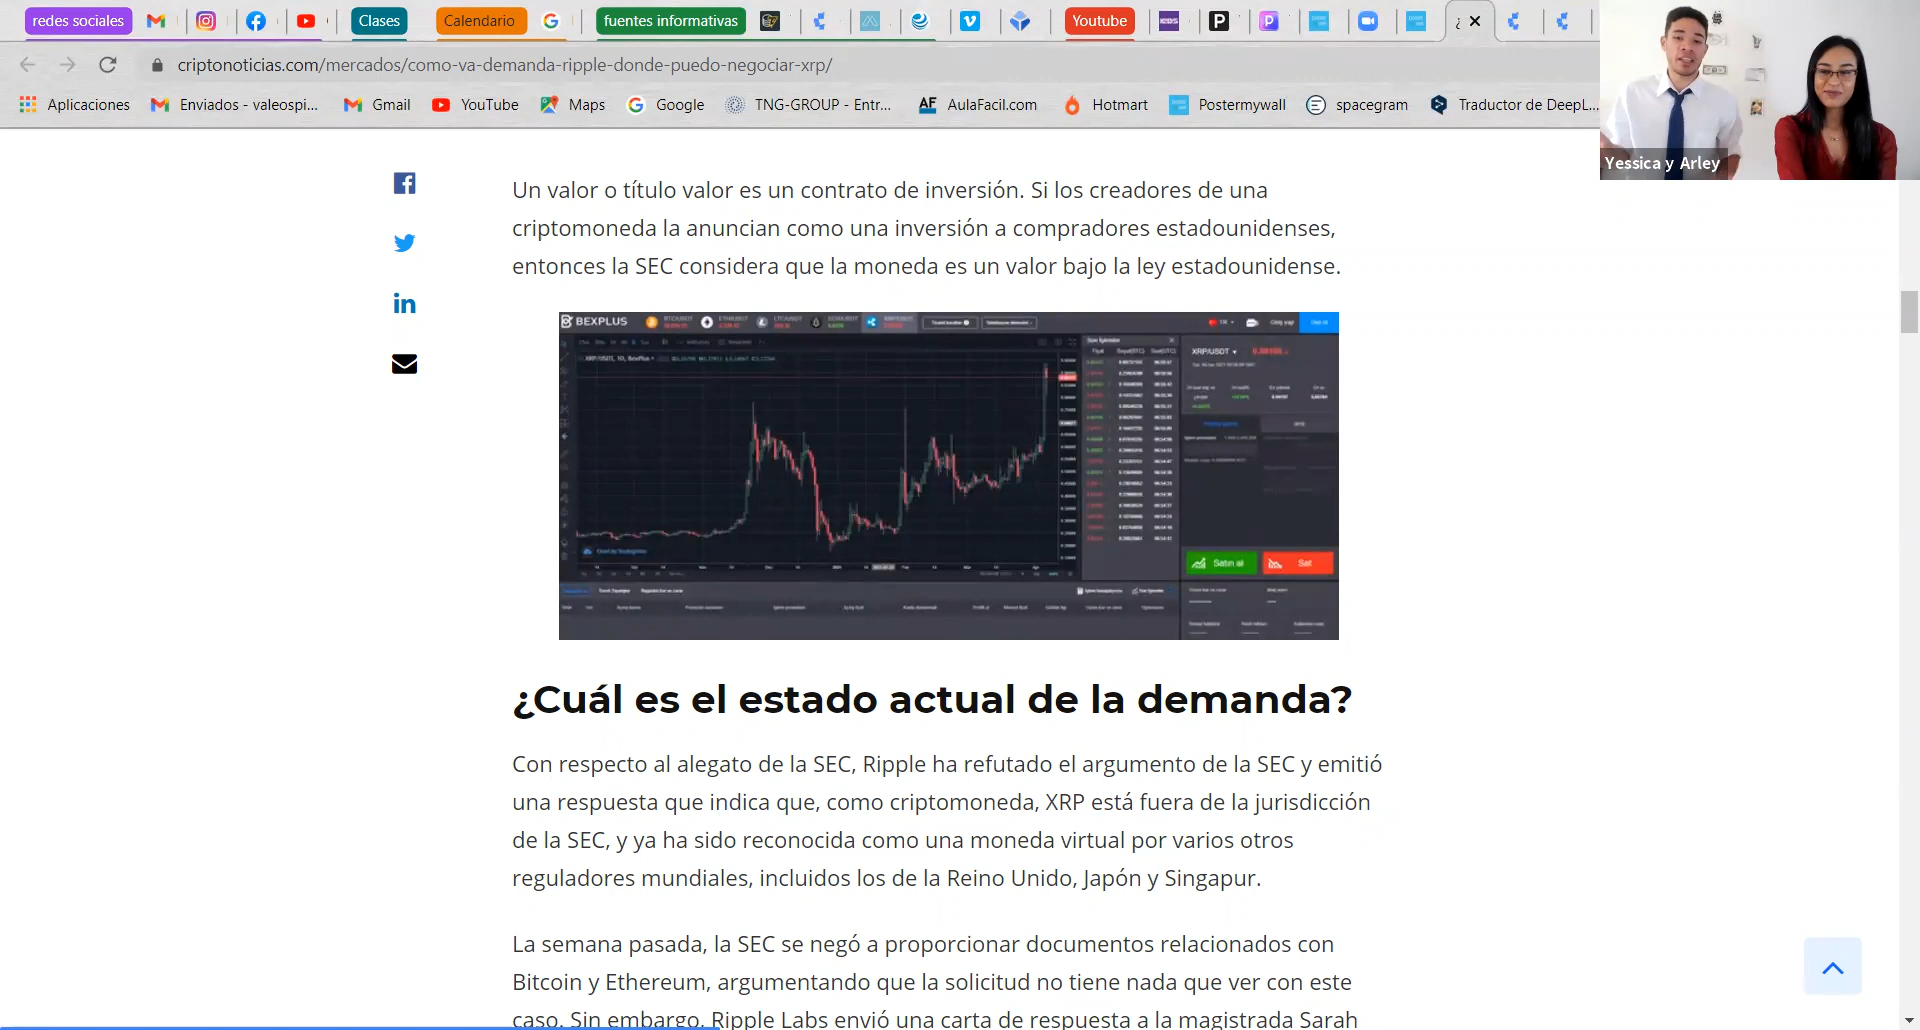 redes sociales
Clases
Calendario
fuentes informativas
Youtube
criptonoticias.com/mercados/como-va-demanda-ripple-donde-puedo-negociar-xrp/
Aplicaciones
Enviados - valeospi...
Gmail
YouTube
Maps
Google
TNG-GROUP - Entr...
AulaFacil.com
Hotmart
Postermywall
spacegram
Traductor de DeepL...
Yessica y Arley
Un valor o título valor es un contrato de inversión. Si los creadores de una
criptomoneda la anuncian como una inversión a compradores estadounidenses,
entonces la SEC considera que la moneda es un valor bajo la ley estadounidense.
BEXPLUS
XRP/USDT
Satın al
Sat
¿Cuál es el estado actual de la demanda?
Con respecto al alegato de la SEC, Ripple ha refutado el argumento de la SEC y emitió
una respuesta que indica que, como criptomoneda, XRP está fuera de la jurisdicción
de la SEC, y ya ha sido reconocida como una moneda virtual por varios otros
reguladores mundiales, incluidos los de la Reino Unido, Japón y Singapur.
La semana pasada, la SEC se negó a proporcionar documentos relacionados con
Bitcoin y Ethereum, argumentando que la solicitud no tiene nada que ver con este
caso. Sin embargo, Ripple Labs envió una carta de respuesta a la magistrada Sarah